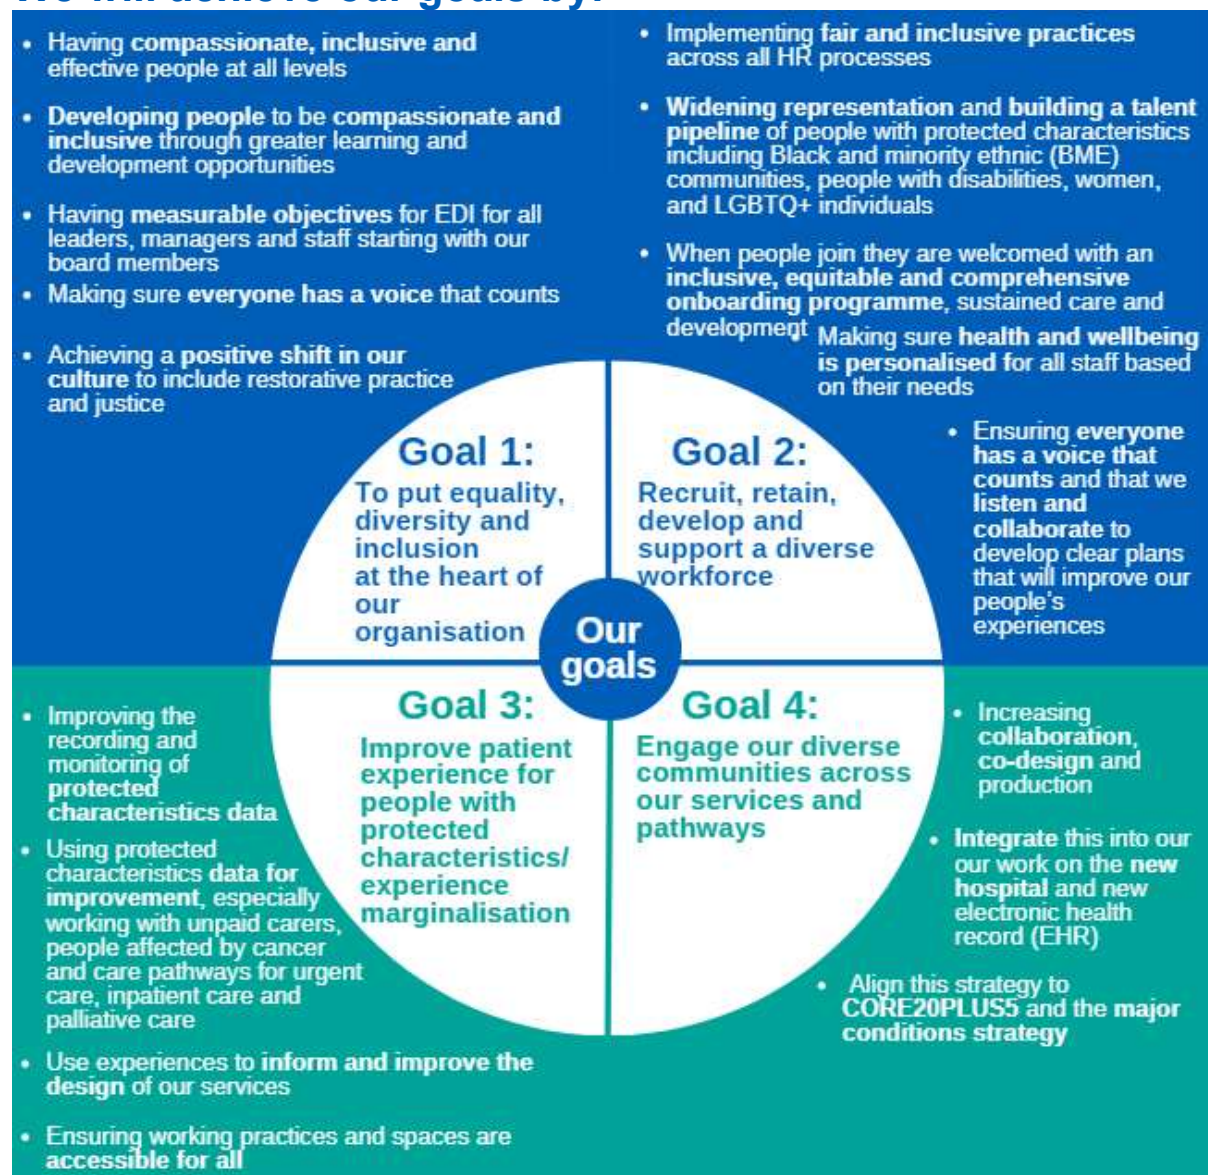 We will achieve our goals by:
• Having compassionate, inclusive and
effective people at all levels
• Developing people to be compassionate and
inclusive through greater learning and
development opportunities
• Having measurable objectives for EDI for all
leaders, managers and staff starting with our
board members
• Making sure everyone has a voice that counts
• Achieving a positive shift in our
culture to include restorative practice
and justice
• Implementing fair and inclusive practices
across all HR processes
• Widening representation and building a talent
pipeline of people with protected characteristics
including Black and minority ethnic (BME)
communities, people with disabilities, women,
and LGBTQ+ individuals
• When people join they are welcomed with an
inclusive, equitable and comprehensive
onboarding programme, sustained care and
development
• Making sure health and wellbeing
is personalised for all staff based
on their needs
• Ensuring everyone
has a voice that
counts and that we
listen and
collaborate to
develop clear plans
that will improve our
people's
experiences
Goal 1:
To put equality,
diversity and
inclusion
at the heart of
our
organisation
Goal 2:
Recruit, retain,
develop and
support a diverse
workforce
Our
goals
Goal 3:
Improve patient
experience for
people with
protected
characteristics/
experience
marginalisation
Goal 4:
Engage our diverse
communities across
our services and
pathways
• Improving the
recording and
monitoring of
protected
characteristics data
• Using protected
characteristics data for
improvement, especially
working with unpaid carers,
people affected by cancer
and care pathways for urgent
care, inpatient care and
palliative care
• Use experiences to inform and improve the
design of our services
• Ensuring working practices and spaces are
accessible for all
• Increasing
collaboration,
co-design and
production
• Integrate this into our
our work on the new
hospital and new
electronic health
record (EHR)
• Align this strategy to
CORE20PLUS5 and the major
conditions strategy